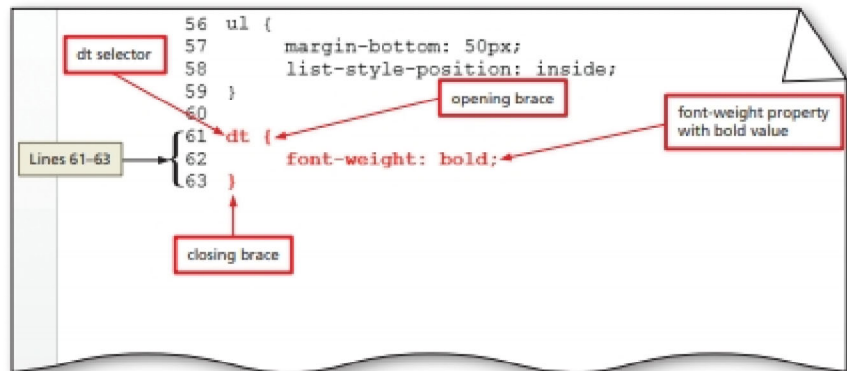 56 ul {
57 margin-bottom: 50px;
58 list-style-position: inside;
59 }
60
61 dt {
62 font-weight: bold;
63 }
dt selector
opening brace
font-weight property
with bold value
Lines 61–63
closing brace